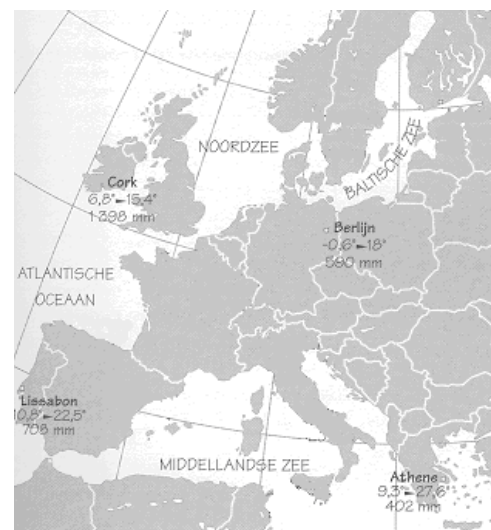 NOORDZEE
BALTISCHE ZEE
Cork
6,8°►15,4°
1398 mm
Berlijn
-0,6°►18°
590 mm
ATLANTISCHE
OCEAAN
Lissabon
10,8°►22,5°
708 mm
MIDDELLANDSE ZEE
Athene
9,3°►27,6°
402 mm